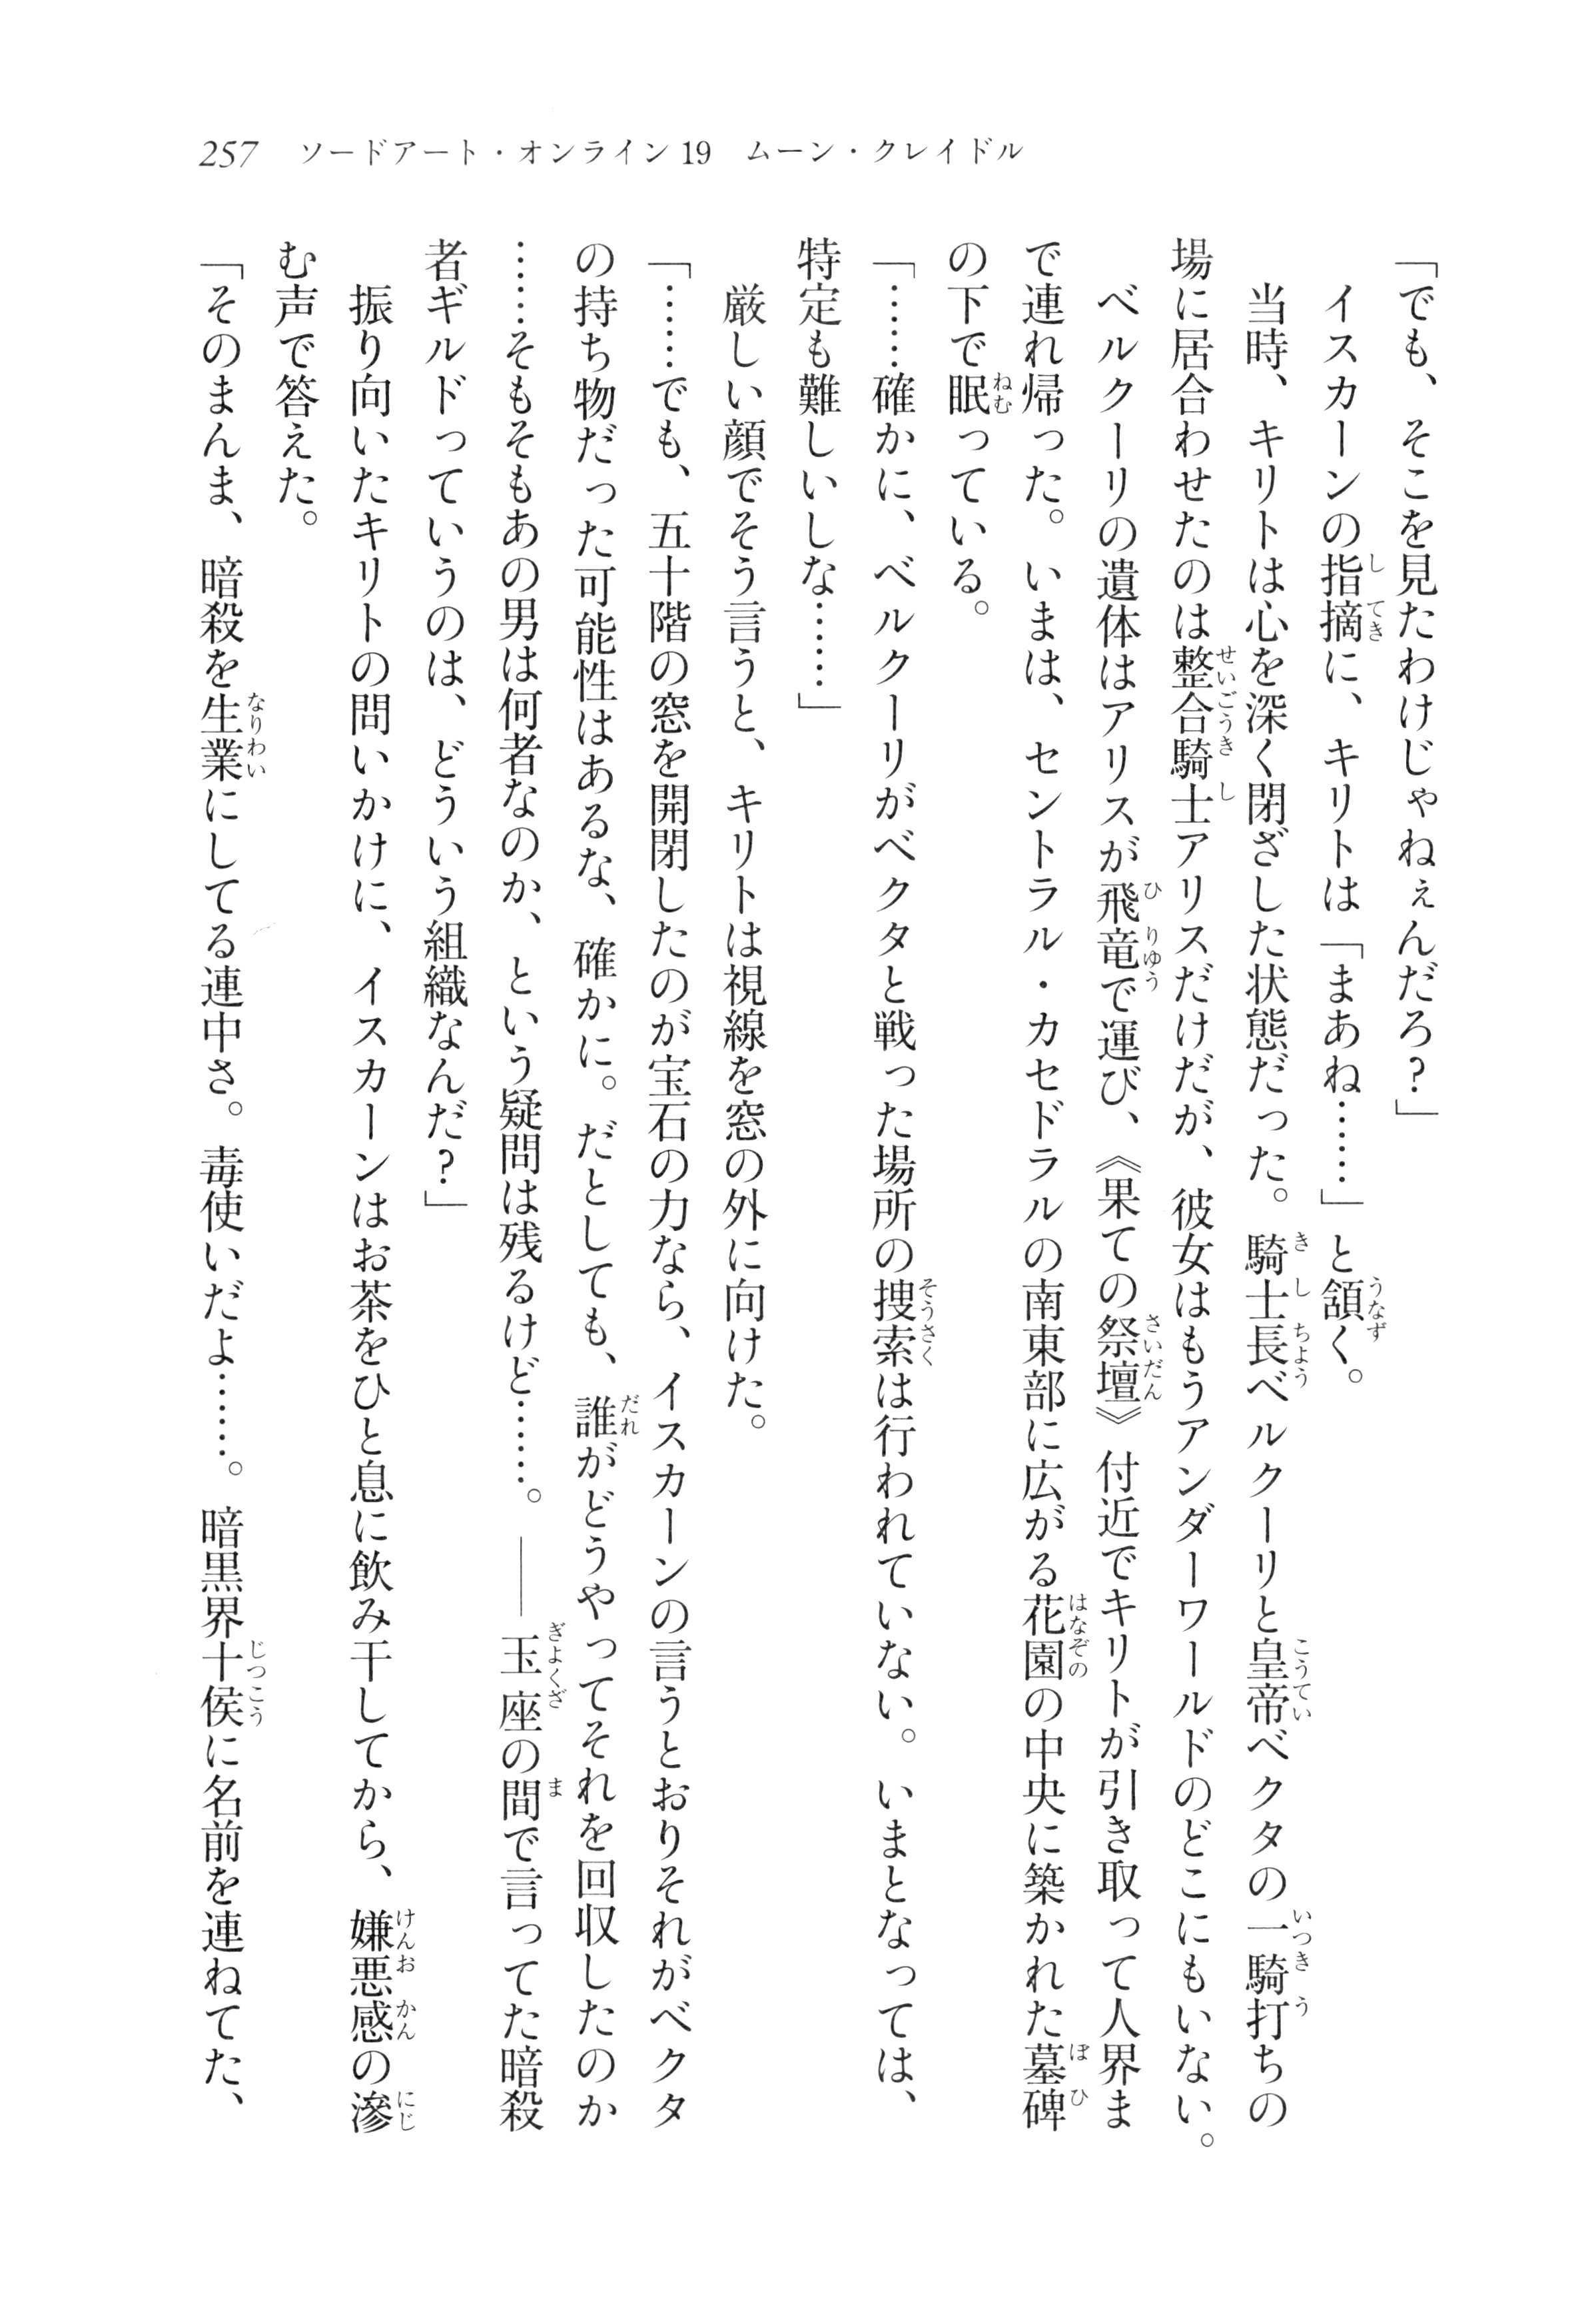 257 ソードアート・オンライン19 ムーン・クレイドル
「でも、そこを見たわけじゃねぇんだろ?」
イスカーンの指摘に、キリトは「まあね……」と頷く。
当時、キリトは心を深く閉ざした状態だった。騎士長ベルクーリと皇帝ベクタの一騎打ちの
場に居合わせたのは整合騎士アリスだけだが、彼女はもうアンダーワールドのどこにもいない。
ベルクーリの遺体はアリスが飛竜で運び、《果ての祭壇》付近でキリトが引き取って人界ま
で連れ帰った。いまは、セントラル・カセドラルの南東部に広がる花園の中央に築かれた墓碑
の下で眠っている。
「……確かに、ベルクーリがベクタと戦った場所の捜索は行われていない。いまとなっては、
特定も難しいしな……」
厳しい顔でそう言うと、キリトは視線を窓の外に向けた。
「……でも、五十階の窓を開閉したのが宝石の力なら、イスカーンの言うとおりそれがベクタ
の持ち物だった可能性はあるな、確かに。だとしても、誰がどうやってそれを回収したのか
……そもそもあの男は何者なのか、という疑問は残るけど……。――玉座の間で言ってた暗殺
者ギルドっていうのは、どういう組織なんだ?」
振り向いたキリトの問いかけに、イスカーンはお茶をひと息に飲み干してから、嫌悪感の滲
む声で答えた。
「そのまんま、暗殺を生業にしてる連中さ。毒使いだよ……。暗黒界十侯に名前を連ねてた、